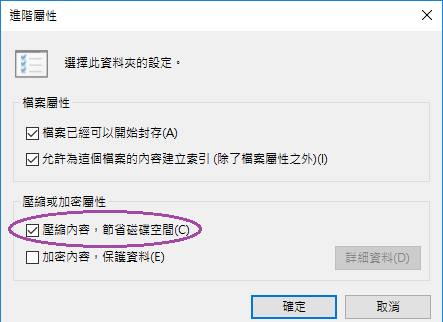 進階屬性
選擇此資料夾的設定。
檔案屬性
檔案已經可以開始封存(A)
允許為這個檔案的內容建立索引 (除了檔案屬性之外)(I)
壓縮或加密屬性
壓縮內容，節省磁碟空間(C)
加密內容，保護資料(E)
詳細資料(D)
確定
取消